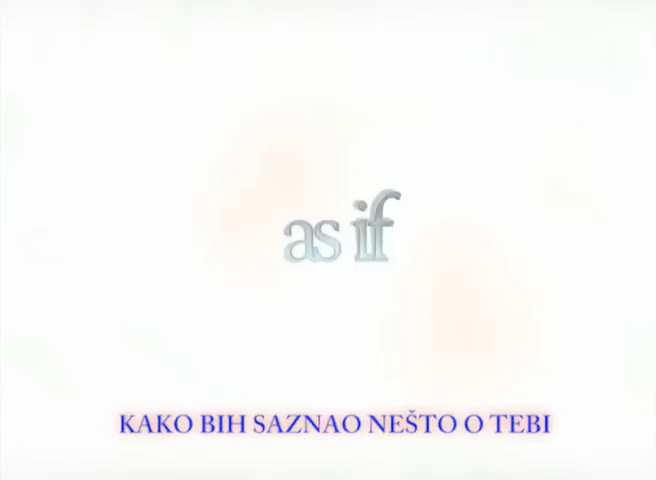 as if
KAKO BIH SAZNAO NEŠTO O TEBI